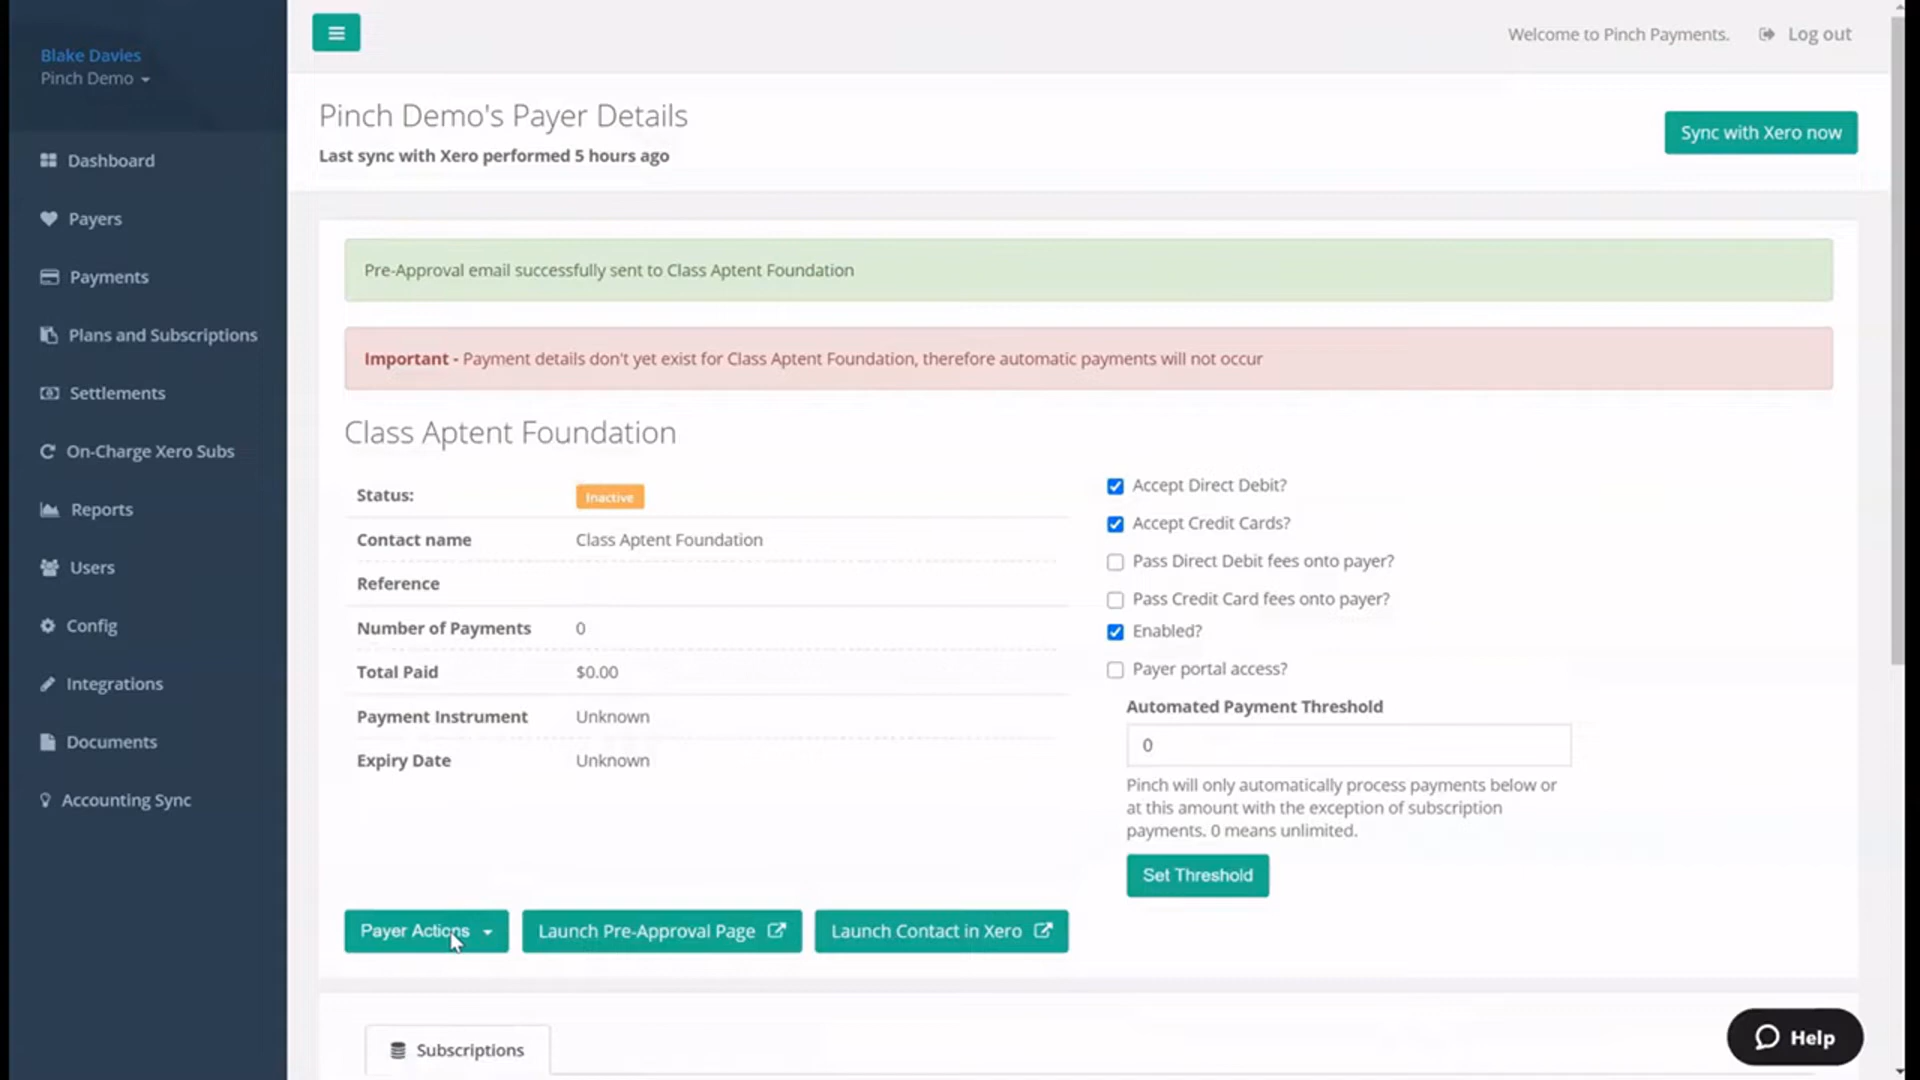 Blake Davies
Pinch Demo
Dashboard
Payers
Payments
Plans and Subscriptions
Settlements
On-Charge Xero Subs
Reports
Users
Config
Integrations
Documents
Accounting Sync
Welcome to Pinch Payments.
Log out
Pinch Demo's Payer Details
Last sync with Xero performed 5 hours ago
Sync with Xero now
Pre-Approval email successfully sent to Class Aptent Foundation
Important - Payment details don't yet exist for Class Aptent Foundation, therefore automatic payments will not occur
Class Aptent Foundation
Status: Inactive
Contact name Class Aptent Foundation
Reference
Number of Payments 0
Total Paid $0.00
Payment Instrument Unknown
Expiry Date Unknown
Accept Direct Debit?
Accept Credit Cards?
Pass Direct Debit fees onto payer?
Pass Credit Card fees onto payer?
Enabled?
Payer portal access?
Automated Payment Threshold
0
Pinch will only automatically process payments below or
at this amount with the exception of subscription
payments. 0 means unlimited.
Set Threshold
Payer Actions
Launch Pre-Approval Page
Launch Contact in Xero
Subscriptions
Help